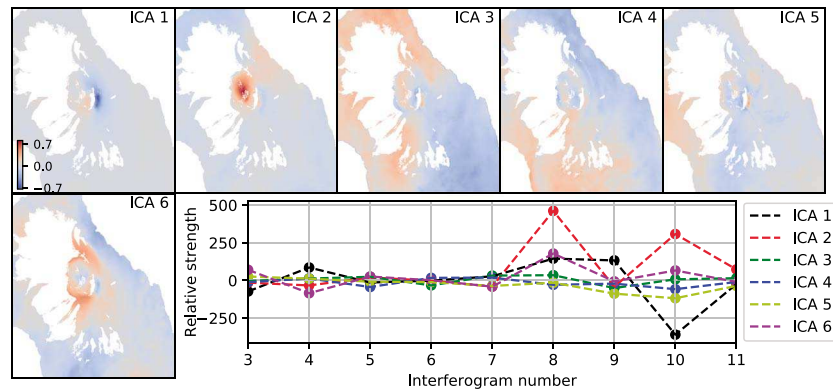 ICA 1
ICA 2
ICA 3
ICA 4
ICA 5
0.7
0.0
−0.7
ICA 6
500
250
0
−250
Relative strength
3 4 5 6 7 8 9 10 11
Interferogram number
ICA 1
ICA 2
ICA 3
ICA 4
ICA 5
ICA 6